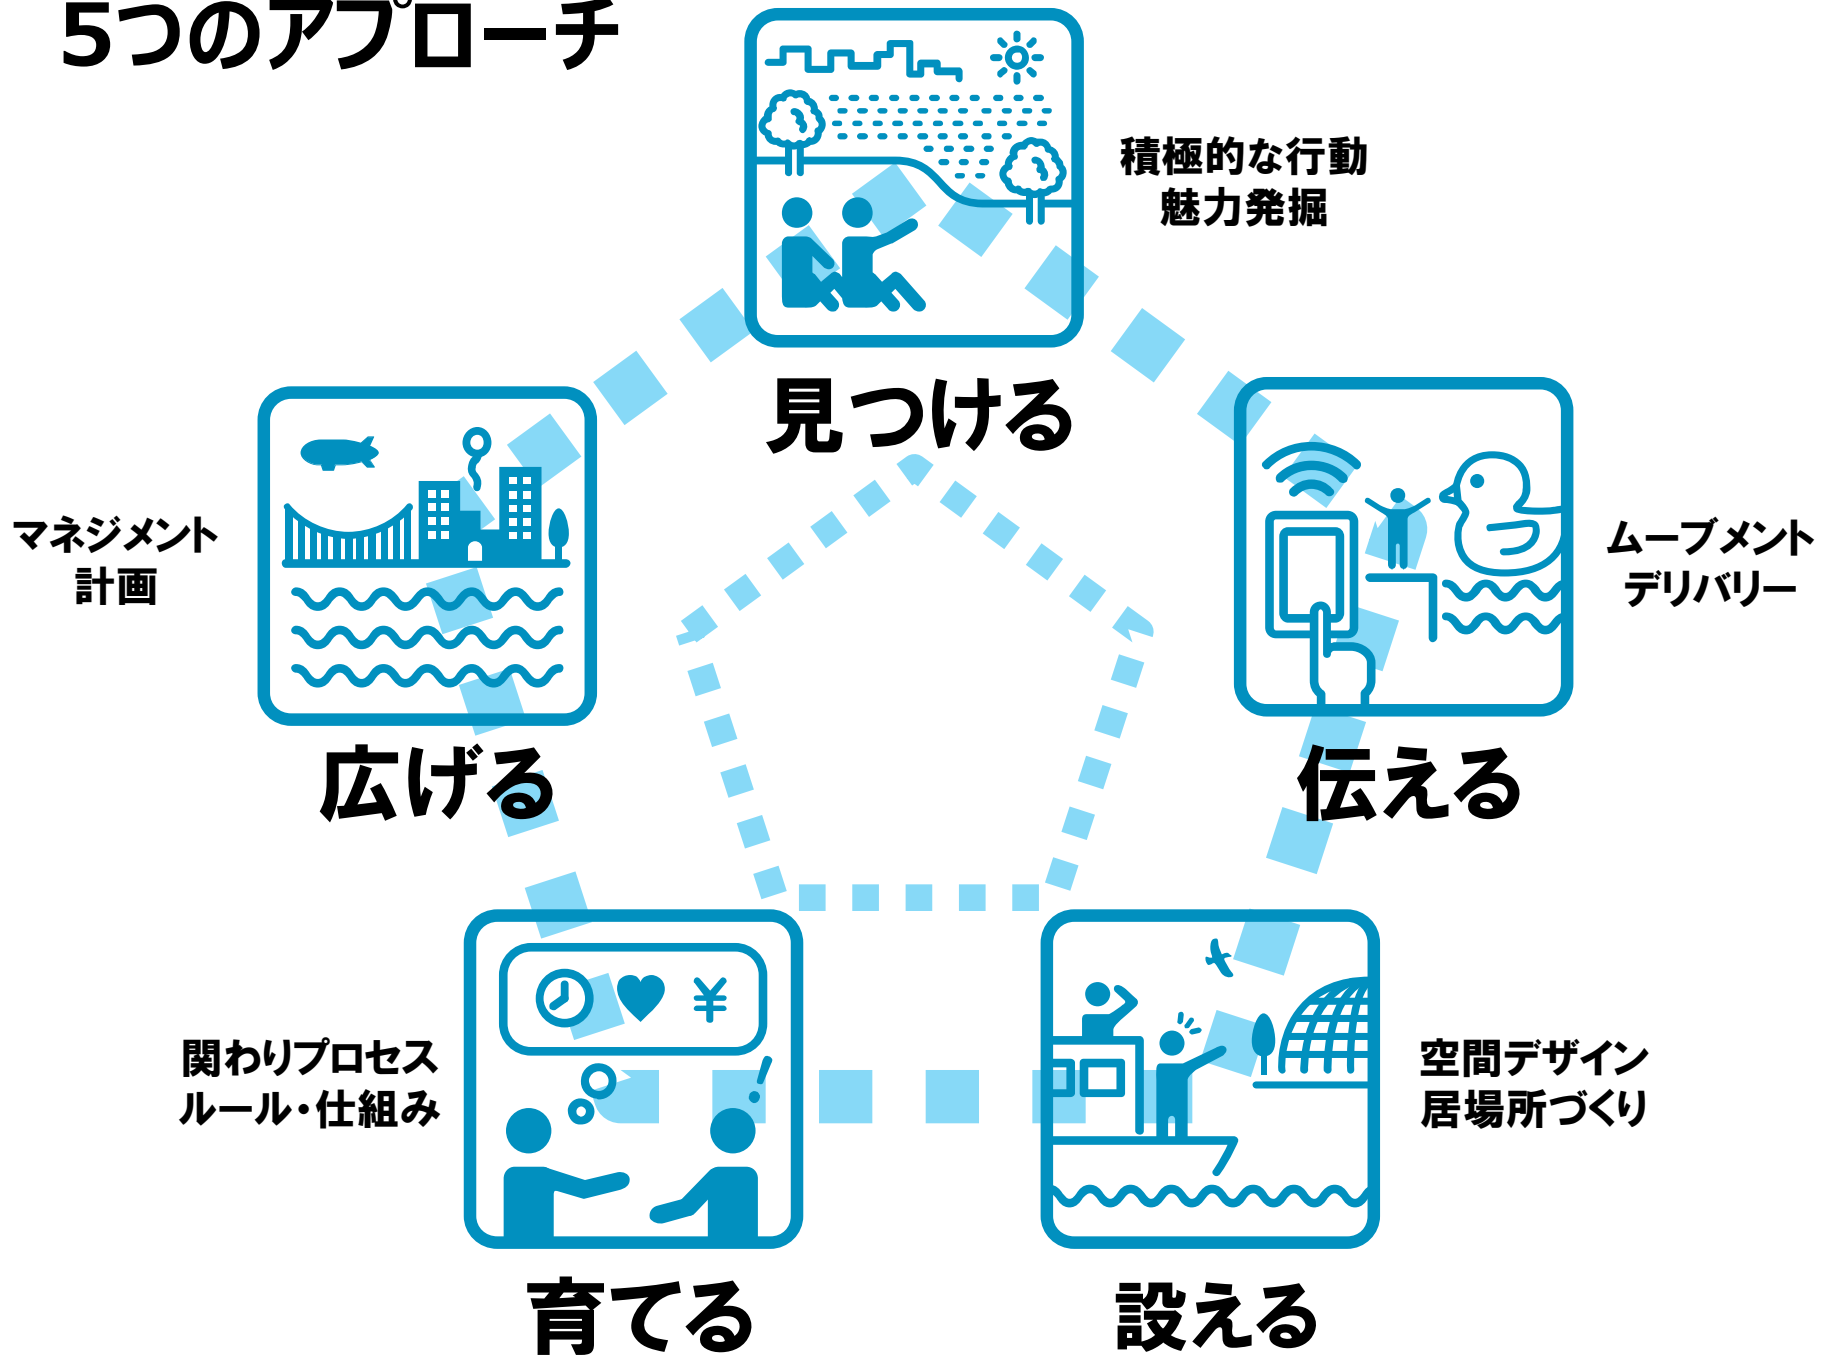 5つのアプローチ
積極的な行動
魅力発掘
見つける
マネジメント
計画
広げる
ムーブメント
デリバリー
伝える
関わりプロセス
ルール・仕組み
育てる
空間デザイン
居場所づくり
設える
¥
!